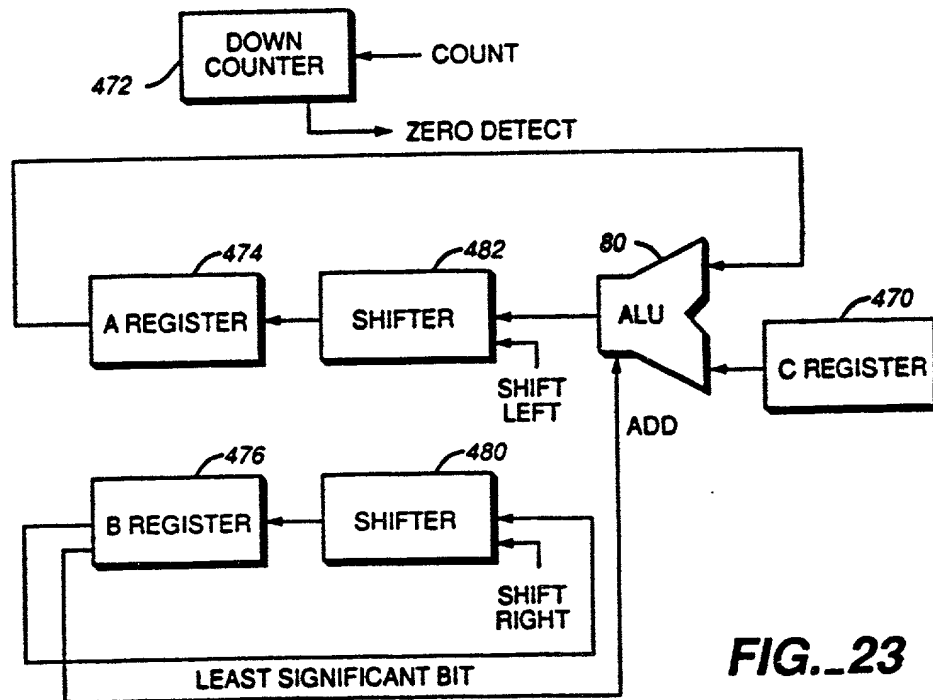 DOWN
COUNTER
472
COUNT
ZERO DETECT
474
482
80
470
A REGISTER
SHIFTER
ALU
C REGISTER
SHIFT
LEFT
ADD
476
480
B REGISTER
SHIFTER
SHIFT
RIGHT
LEAST SIGNIFICANT BIT
FIG._23